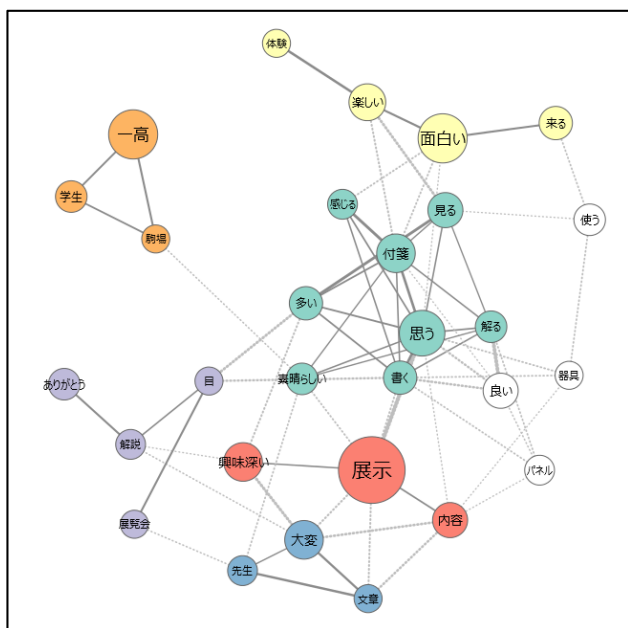 体験
楽しい
面白い
来る
一高
学生
駒場
感じる
見る
使う
付箋
多い
思う
解る
素晴らしい
書く
良い
器具
目
ありがとう
解説
興味深い
展示
パネル
展覧会
内容
大変
先生
文章